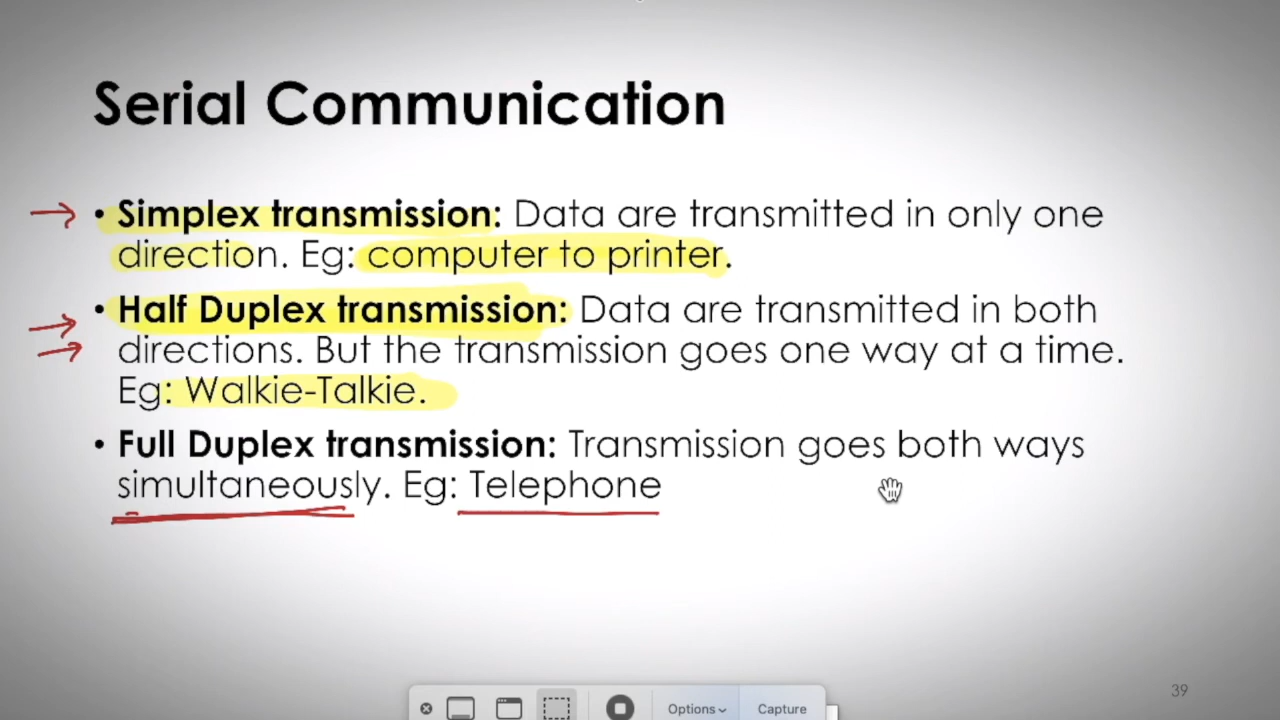 Serial Communication
• Simplex transmission: Data are transmitted in only one
direction. Eg: computer to printer.
• Half Duplex transmission: Data are transmitted in both
directions. But the transmission goes one way at a time.
Eg: Walkie-Talkie.
• Full Duplex transmission: Transmission goes both ways
simultaneously. Eg: Telephone
39
Options Capture